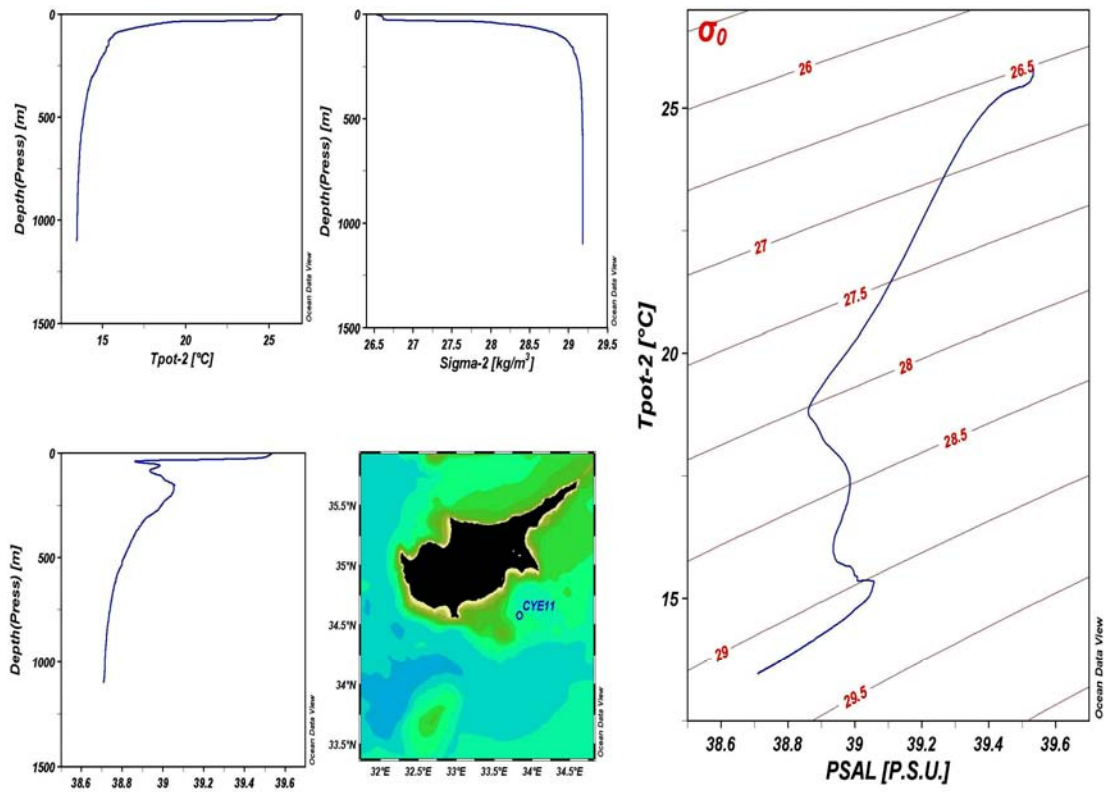 0
500
1000
1500
Depth(Press) [m]
15
20
25
Tpot-2 [°C]
Ocean Data View
0
500
1000
1500
Depth(Press) [m]
26.5
27
27.5
28
28.5
29
29.5
Sigma-2 [kg/m³]
Ocean Data View
σ0
26
26.5
27
27.5
28
28.5
29
29.5
25
20
15
Tpot-2 [°C]
38.6
38.8
39
39.2
39.4
39.6
PSAL [P.S.U.]
Ocean Data View
0
500
1000
1500
Depth(Press) [m]
38.6
38.8
39
39.2
39.4
39.6
Ocean Data View
35.5°N
35°N
34.5°N
34°N
33.5°N
CYE11
32°E
32.5°E
33°E
33.5°E
34°E
34.5°E
Ocean Data View